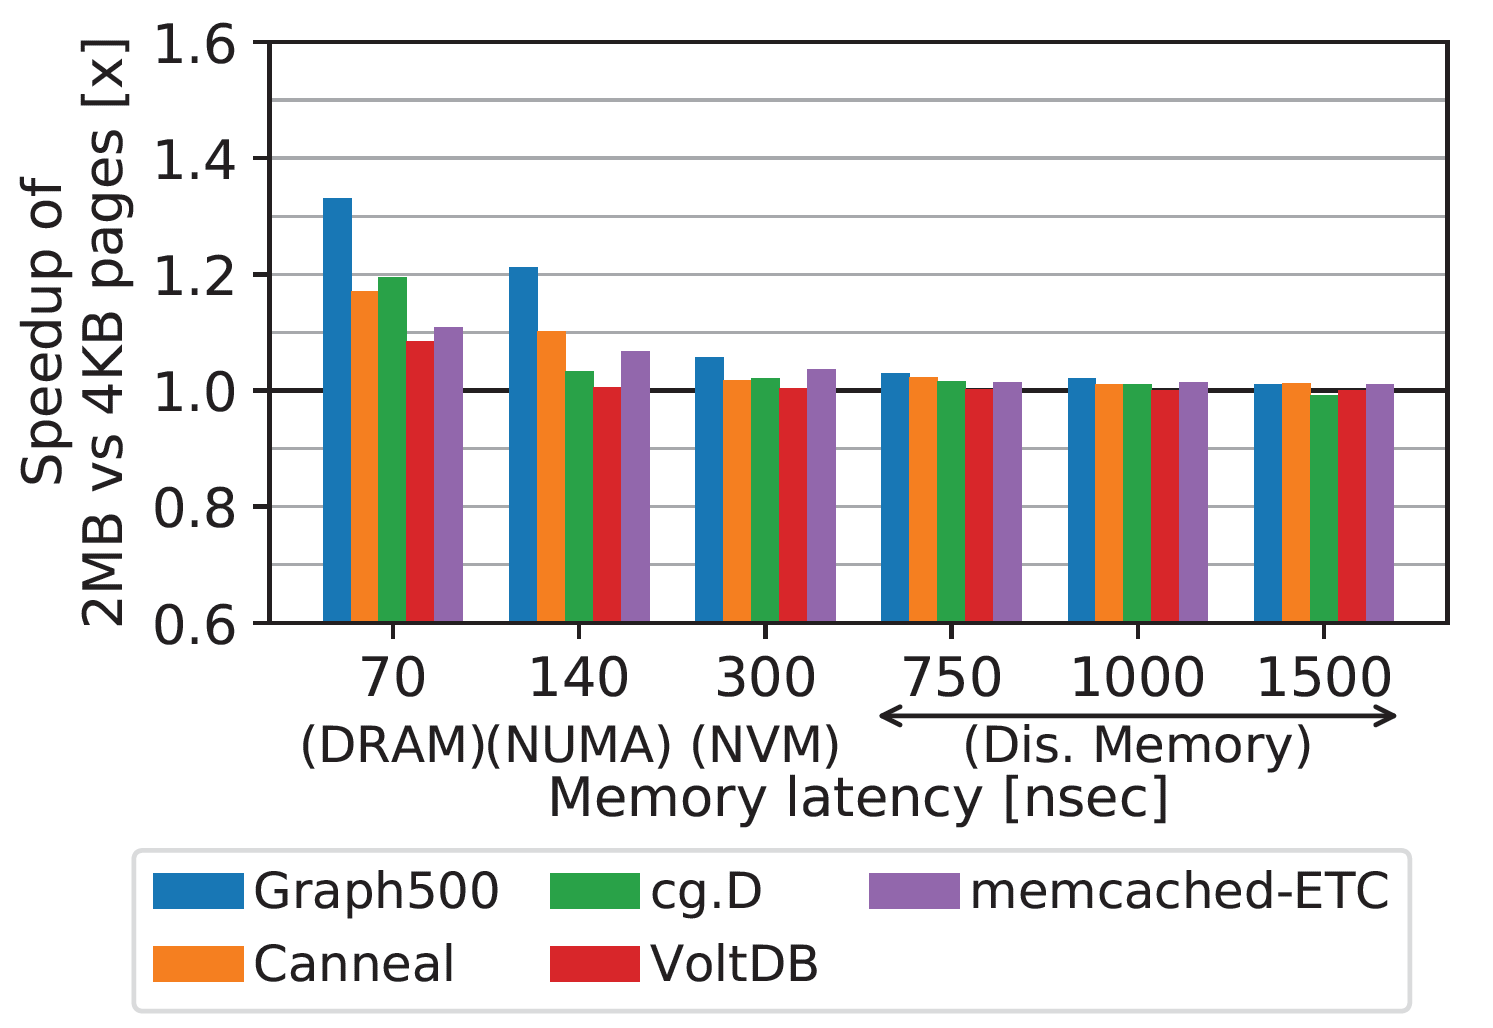 Speedup of
2MB vs 4KB pages [x]
1.6
1.4
1.2
1.0
0.8
0.6
70 140 300 750 1000 1500
(DRAM) (NUMA) (NVM) (Dis. Memory)
Memory latency [nsec]
Graph500 cg.D memcached-ETC
Canneal VoltDB